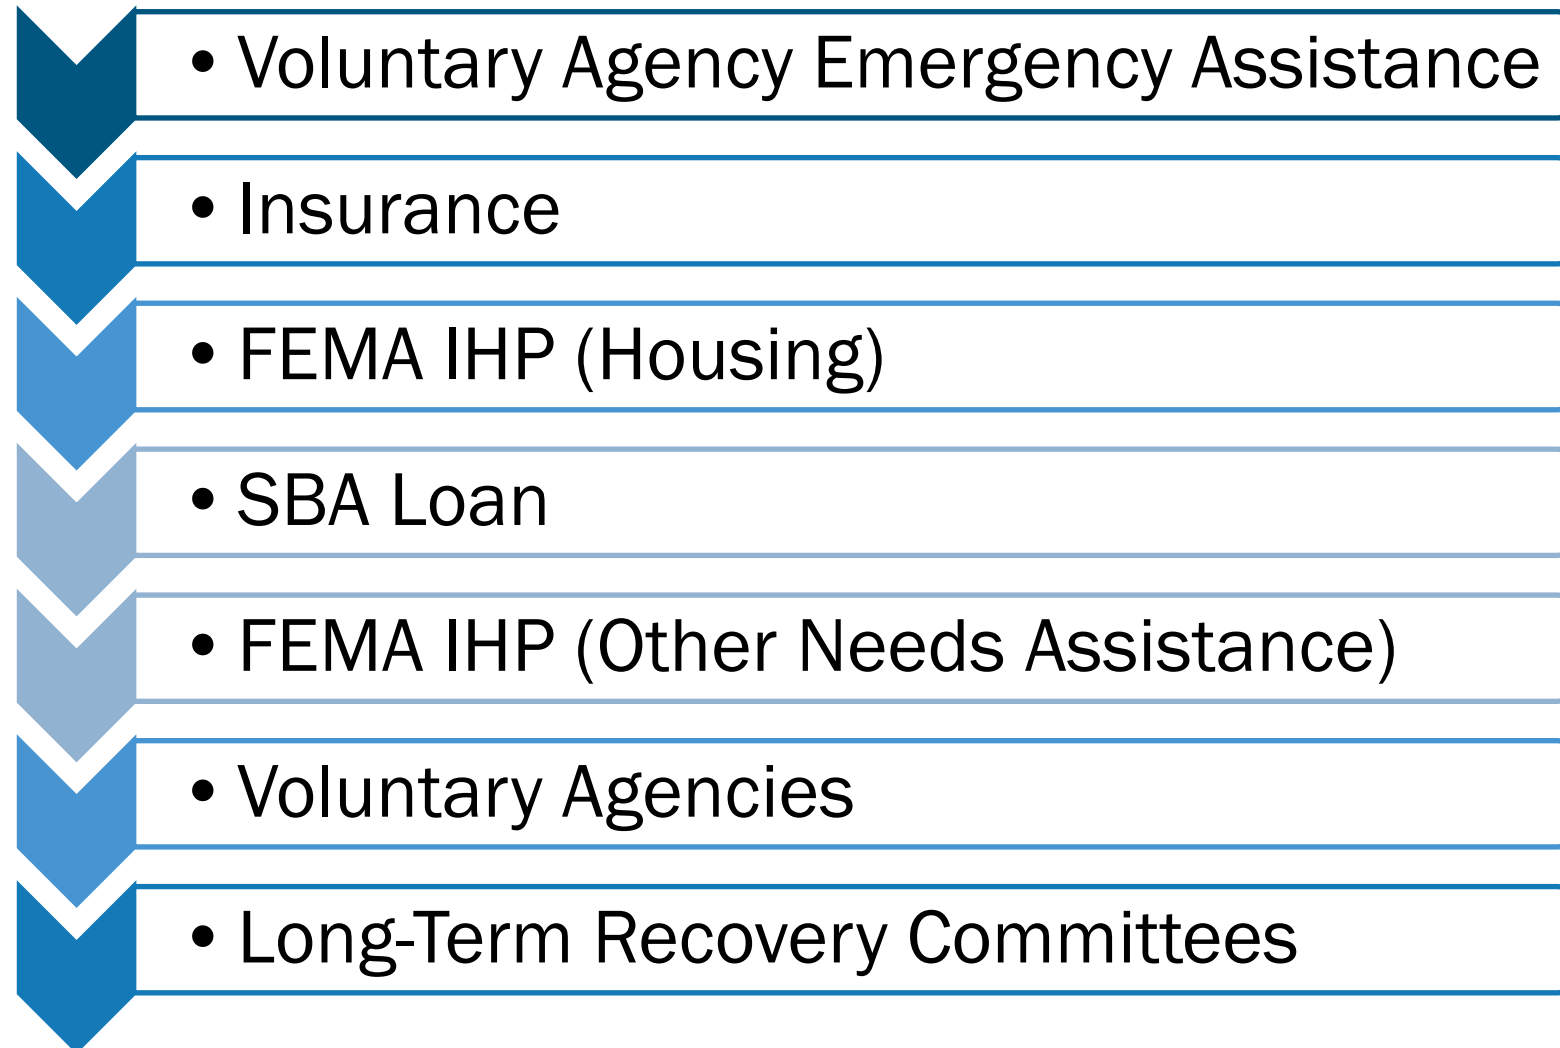 • Voluntary Agency Emergency Assistance
• Insurance
• FEMA IHP (Housing)
• SBA Loan
• FEMA IHP (Other Needs Assistance)
• Voluntary Agencies
• Long-Term Recovery Committees